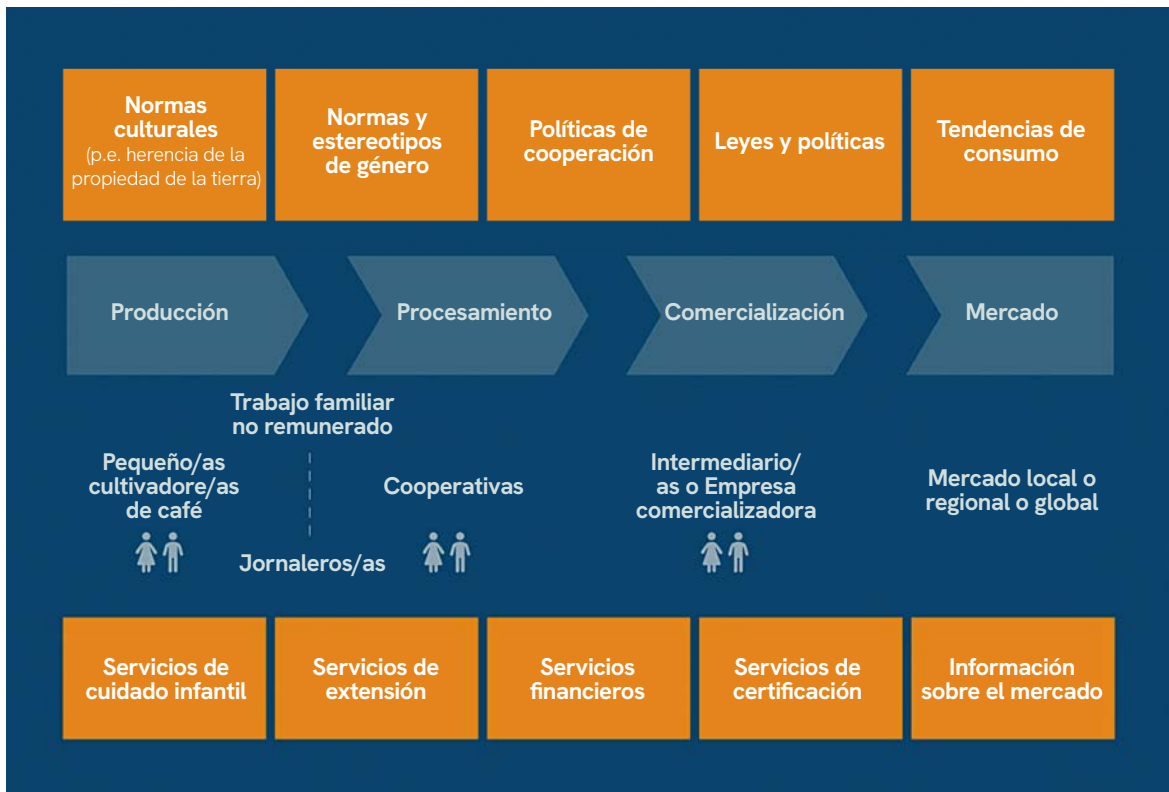 Normas
culturales
(p.e. herencia de la
propiedad de la tierra)
Normas y
estereotipos
de género
Políticas de
cooperación
Leyes y políticas
Tendencias de
consumo
Producción
Procesamiento
Comercialización
Mercado
Trabajo familiar
no remunerado
Pequeño/as
cultivadore/as
de café
Jornaleros/as
Cooperativas
Intermediario/
as o Empresa
comercializadora
Mercado local o
regional o global
Servicios de
cuidado infantil
Servicios de
extensión
Servicios
financieros
Servicios de
certificación
Información
sobre el mercado